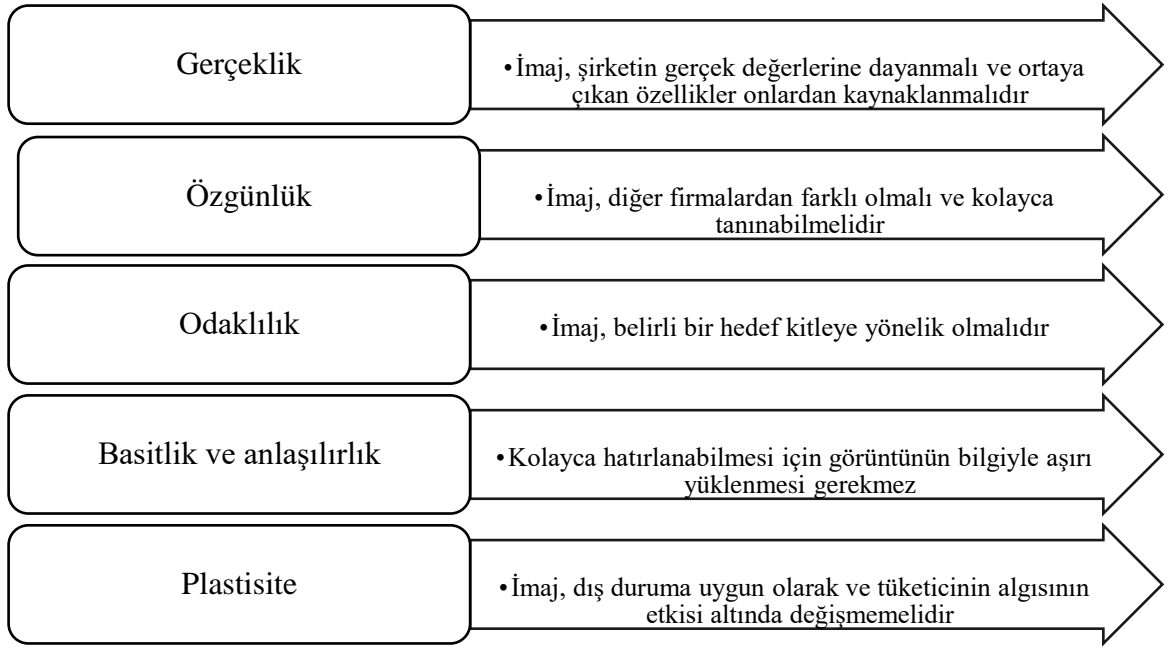 Gerçeklik
•İmaj, şirketin gerçek değerlerine dayanmalı ve ortaya
çıkan özellikler onlardan kaynaklanmalıdır
Özgünlük
•İmaj, diğer firmalardan farklı olmalı ve kolayca
tanınabilmelidir
Odaklılık
•İmaj, belirli bir hedef kitleye yönelik olmalıdır
Basitlik ve anlaşılırlık
•Kolayca hatırlanabilmesi için görüntünün bilgiyle aşırı
yüklenmesi gerekmez
Plastisite
•İmaj, dış duruma uygun olarak ve tüketicinin algısının
etkisi altında değişmemelidir